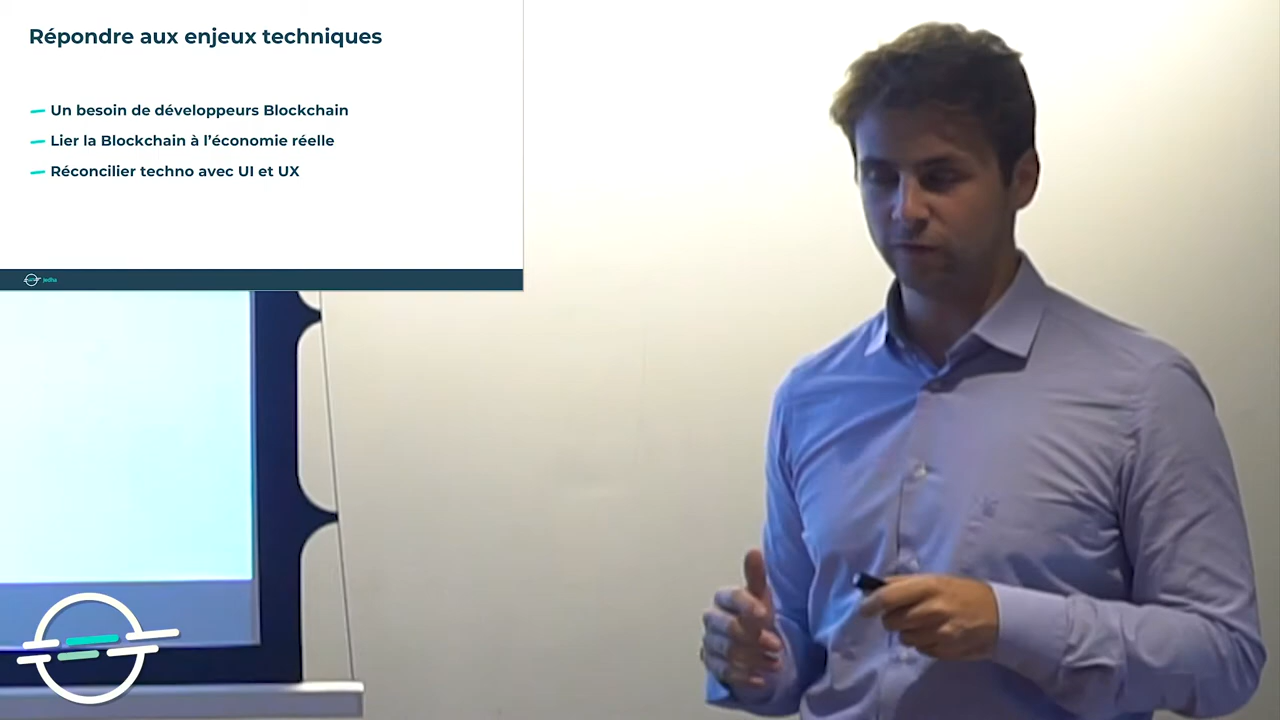 Répondre aux enjeux techniques
Un besoin de développeurs Blockchain
Lier la Blockchain à l'économie réelle
Réconcilier techno avec UI et UX
jedha